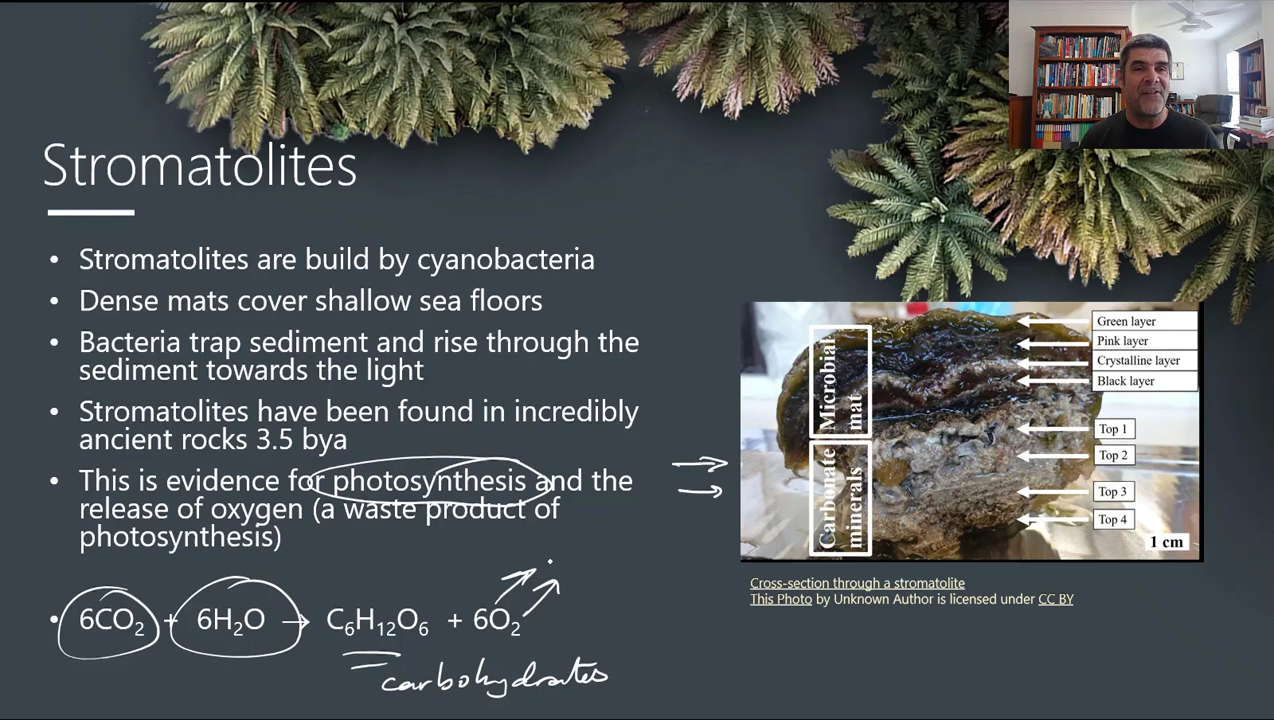 Stromatolites
• Stromatolites are build by cyanobacteria
• Dense mats cover shallow sea floors
• Bacteria trap sediment and rise through the
sediment towards the light
• Stromatolites have been found in incredibly
ancient rocks 3.5 bya
• This is evidence for photosynthesis and the
release of oxygen (a waste product of
photosynthesis)
• 6CO₂ + 6H₂O → C₆H₁₂O₆ + 6O₂
carbohydrates
Microbial
mat
Carbonate
minerals
Green layer
Pink layer
Crystalline layer
Black layer
Top 1
Top 2
Top 3
Top 4
1 cm
Cross-section through a stromatolite
This Photo by Unknown Author is licensed under CC BY